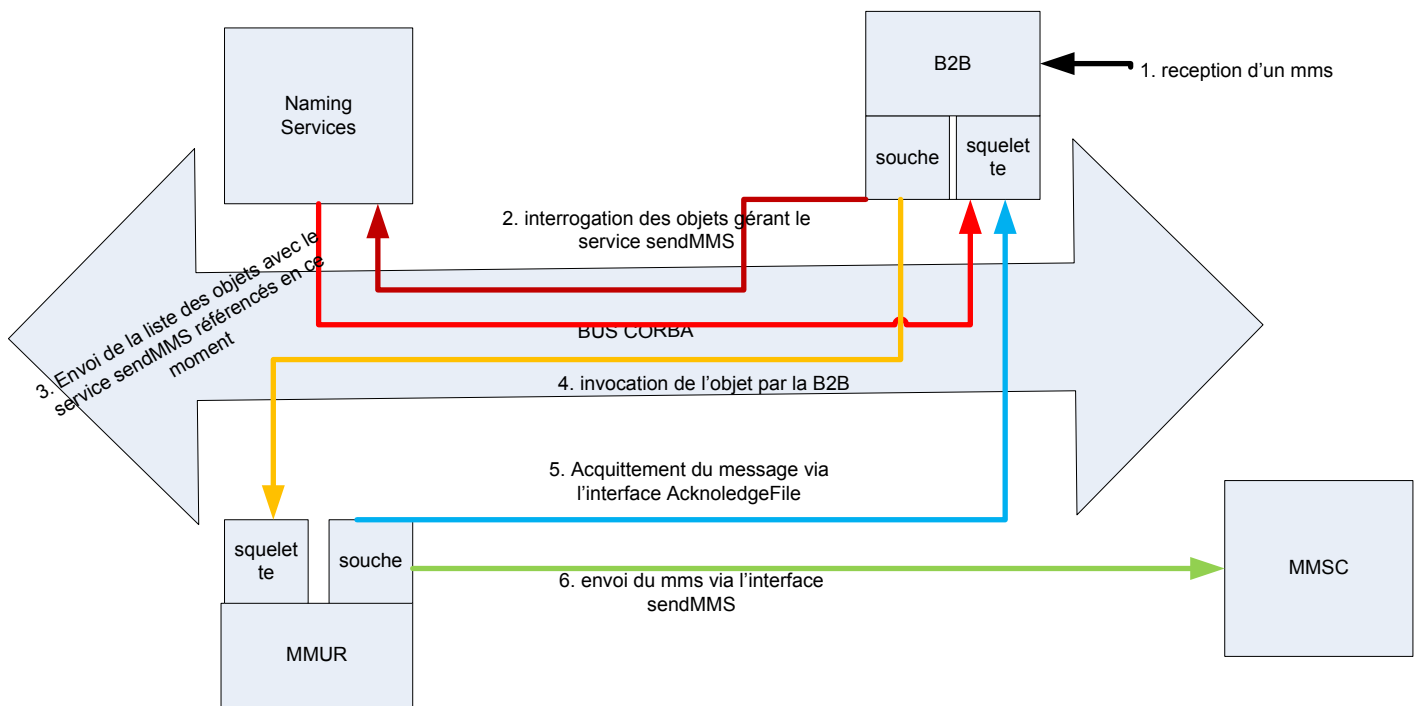 B2B
1. reception d'un mms
Naming
Services
souche
squelet
te
2. interrogation des objets gérant le
service sendMMS
3. Envoi de la liste des objets avec le
service sendMMS référencés en ce
moment
BUS CORBA
4. invocation de l'objet par la B2B
5. Acquittement du message via
l'interface AcknoledgeFile
squelet
te
souche
6. envoi du mms via l'interface
sendMMS
MMSC
MMUR